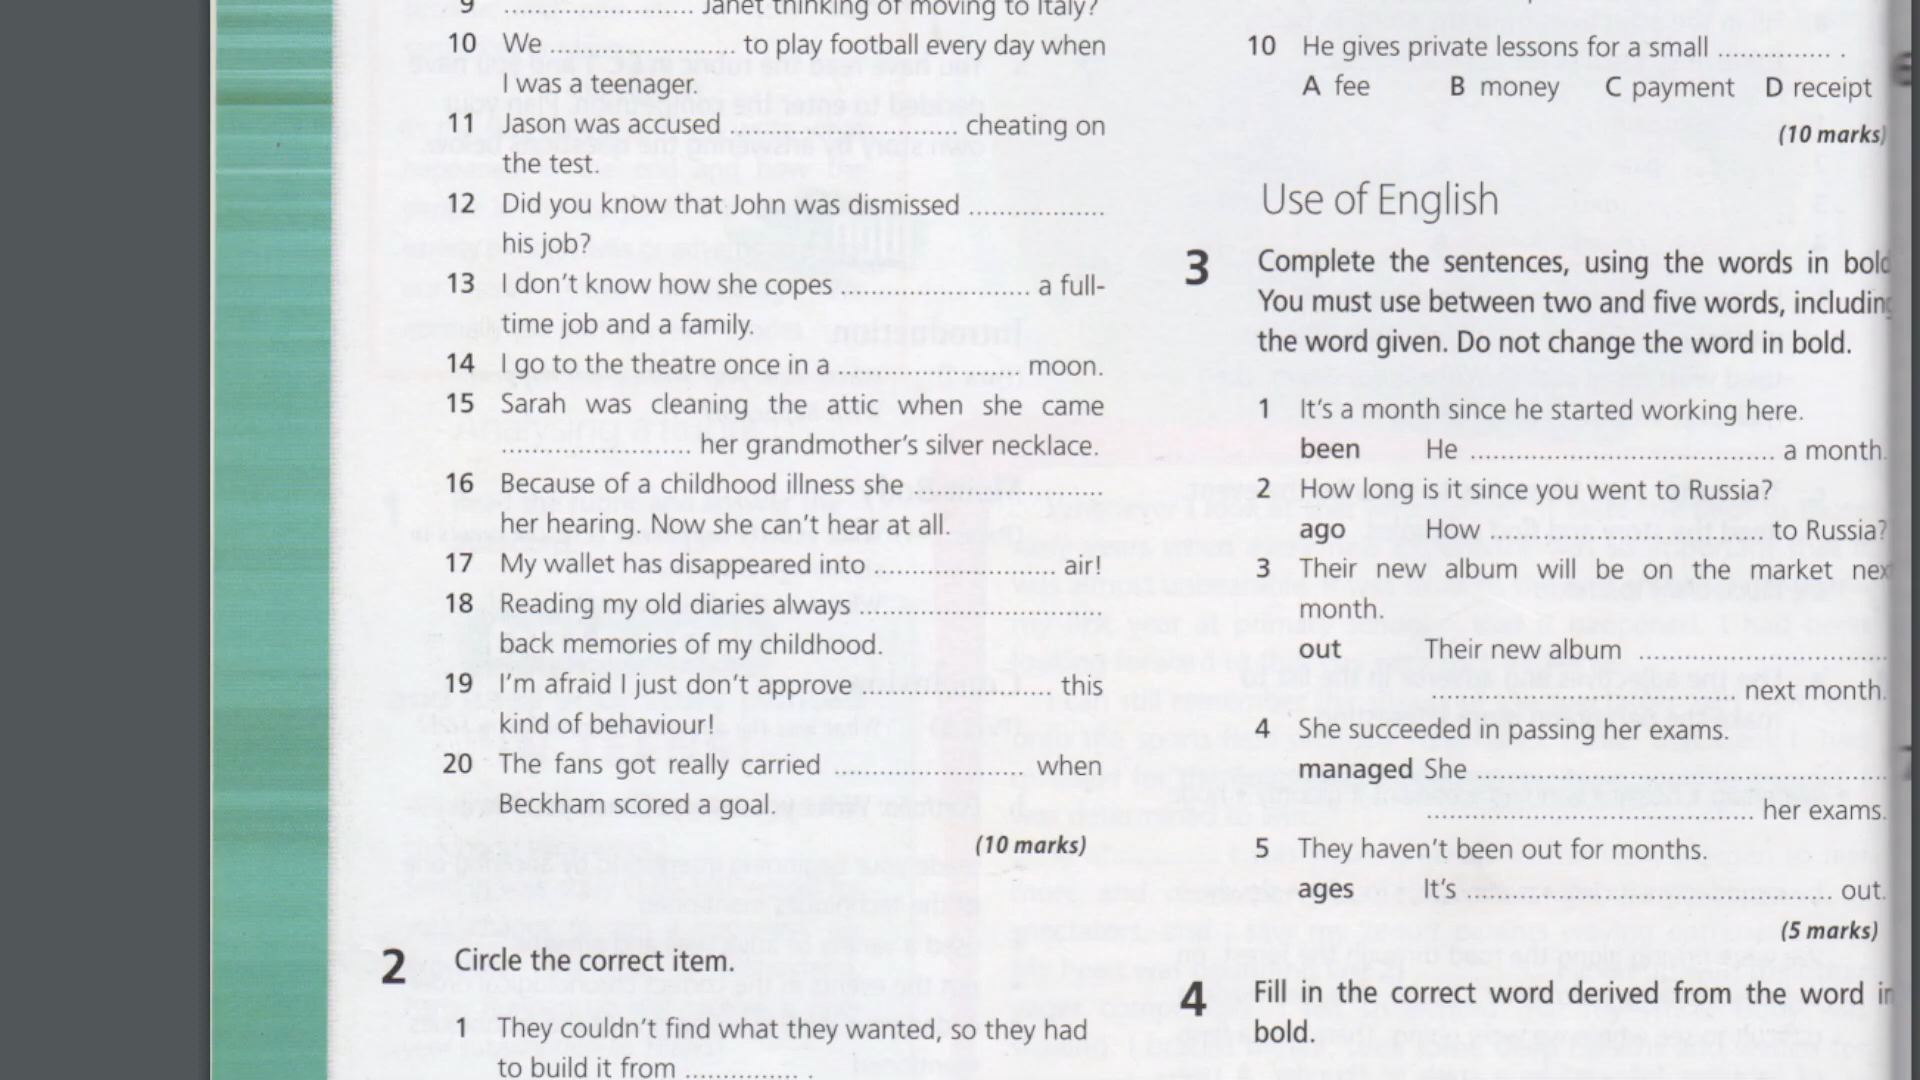 9 .......................... Janet thinking of moving to Italy?
10 We .......................... to play football every day when
I was a teenager.
11 Jason was accused ................................ cheating on
the test.
12 Did you know that John was dismissed ...................
his job?
13 I don't know how she copes .......................... a full-
time job and a family.
14 I go to the theatre once in a .......................... moon.
15 Sarah was cleaning the attic when she came
.......................... her grandmother's silver necklace.
16 Because of a childhood illness she ..........................
her hearing. Now she can't hear at all.
17 My wallet has disappeared into .......................... air!
18 Reading my old diaries always ..........................
back memories of my childhood.
19 I'm afraid I just don't approve .......................... this
kind of behaviour!
20 The fans got really carried .......................... when
Beckham scored a goal.
(10 marks)
2 Circle the correct item.
1 They couldn't find what they wanted, so they had
to build it from ................ .
10 He gives private lessons for a small ................ .
A fee B money C payment D receipt
(10 marks)
Use of English
3 Complete the sentences, using the words in bold
You must use between two and five words, including
the word given. Do not change the word in bold.
1 It's a month since he started working here.
been He .......................................... a month.
2 How long is it since you went to Russia?
ago How .......................................... to Russia?
3 Their new album will be on the market next
month.
out Their new album ..................................
.......................................... next month.
4 She succeeded in passing her exams.
managed She ..........................................................
............................................. her exams.
5 They haven't been out for months.
ages It's .................................................... out.
(5 marks)
4 Fill in the correct word derived from the word in
bold.